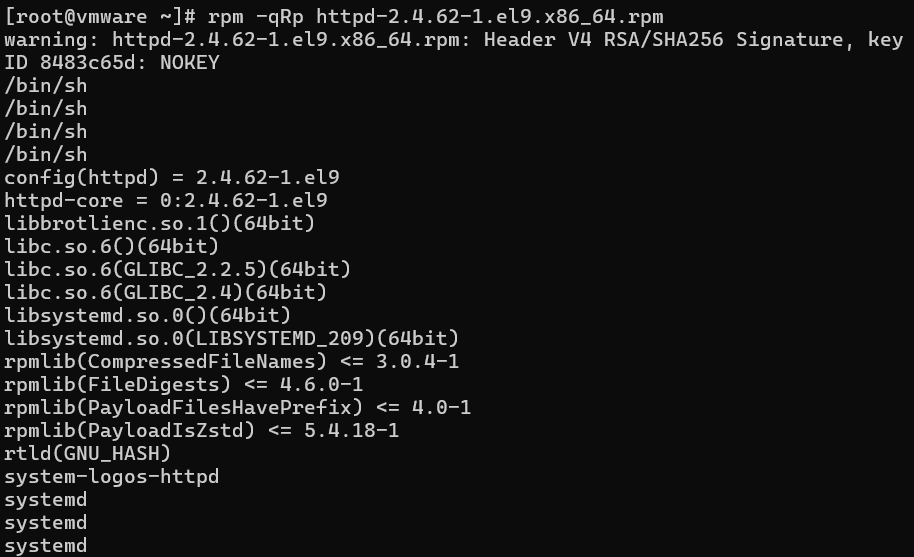 [root@vmware ~]# rpm -qRp httpd-2.4.62-1.el9.x86_64.rpm
warning: httpd-2.4.62-1.el9.x86_64.rpm: Header V4 RSA/SHA256 Signature, key
ID 8483c65d: NOKEY
/bin/sh
/bin/sh
/bin/sh
/bin/sh
config(httpd) = 2.4.62-1.el9
httpd-core = 0:2.4.62-1.el9
libbrotlienc.so.1()(64bit)
libc.so.6()(64bit)
libc.so.6(GLIBC_2.2.5)(64bit)
libc.so.6(GLIBC_2.4)(64bit)
libsystemd.so.0()(64bit)
libsystemd.so.0(LIBSYSTEMD_209)(64bit)
rpmlib(CompressedFileNames) <= 3.0.4-1
rpmlib(FileDigests) <= 4.6.0-1
rpmlib(PayloadFilesHavePrefix) <= 4.0-1
rpmlib(PayloadIsZstd) <= 5.4.18-1
rtld(GNU_HASH)
system-logos-httpd
systemd
systemd
systemd